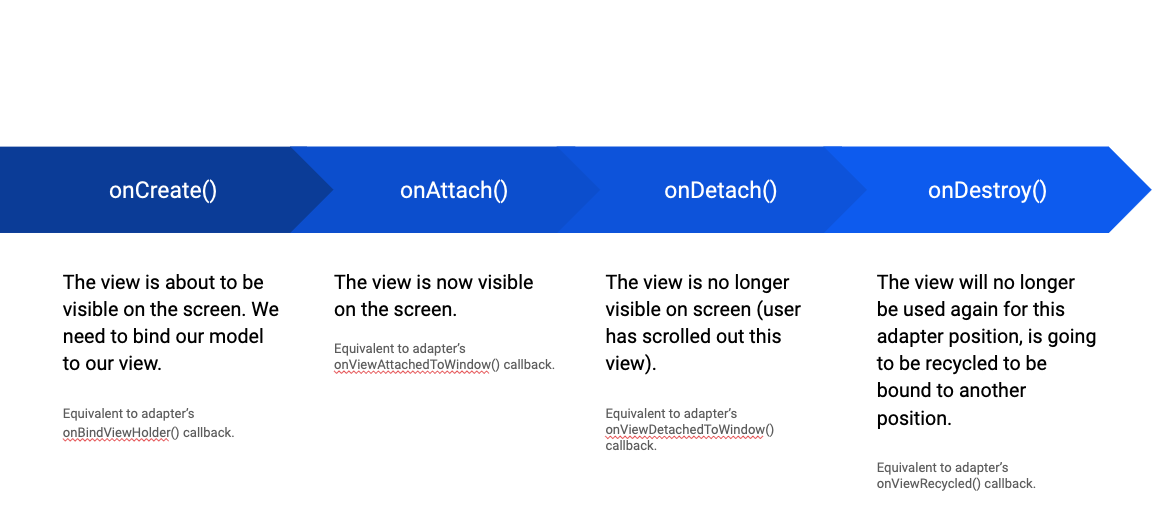 onCreate()
onAttach()
onDetach()
onDestroy()
The view is about to be
visible on the screen. We
need to bind our model
to our view.
Equivalent to adapter’s
onBindViewHolder() callback.
The view is now visible
on the screen.
Equivalent to adapter’s
onViewAttachedToWindow() callback.
The view is no longer
visible on screen (user
has scrolled out this
view).
Equivalent to adapter’s
onViewDetachedToWindow()
callback.
The view will no longer
be used again for this
adapter position, is going
to be recycled to be
bound to another
position.
Equivalent to adapter’s
onViewRecycled() callback.